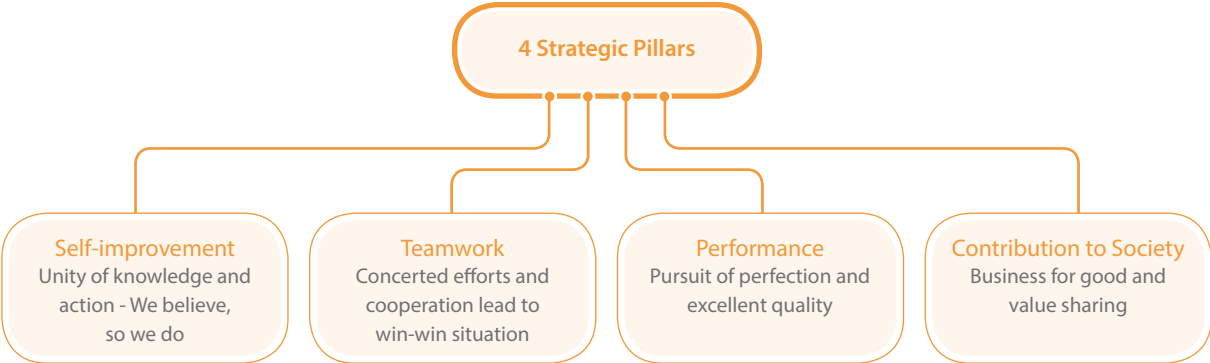 4 Strategic Pillars
Self-improvement
Unity of knowledge and
action - We believe,
so we do
Teamwork
Concerted efforts and
cooperation lead to
win-win situation
Performance
Pursuit of perfection and
excellent quality
Contribution to Society
Business for good and
value sharing